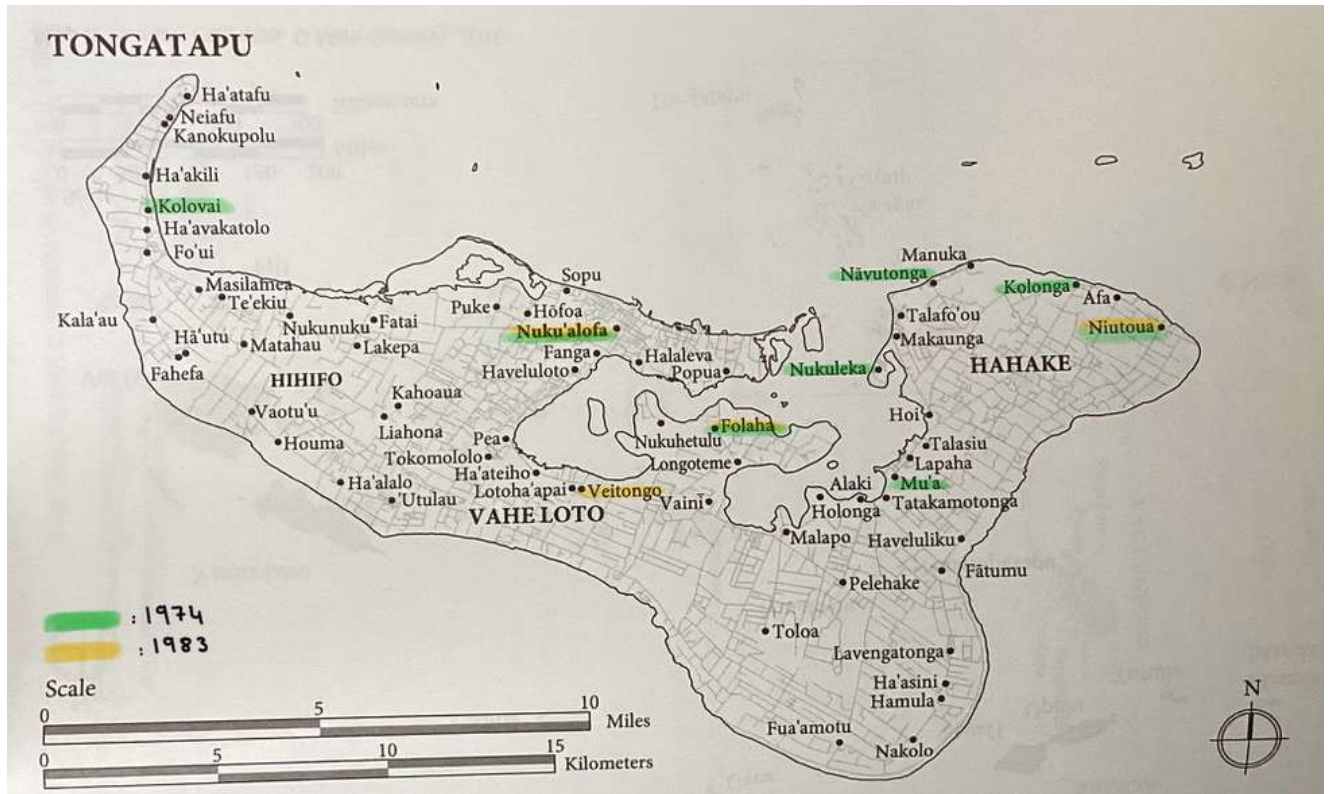 TONGATAPU
Ha'atafu
Neiafu
Kanokupolu
Ha'akili
Kolovai
Ha'avakatolo
Fo'ui
Masilamea
Te'ekiu
Kala'au
Nukunuku
Fatai
Hā'utu
Matahau
Lakepa
Fahefa
HIHIFO
Vaotu'u
Houma
Kahoaua
Liahona
Ha'alalo
'Utulau
Puke
Hōfoa
Sopu
Nuku'alofa
Fanga
Haveluloto
Halaleva
Popua
Pea
Tokomololo
Ha'ateiho
Lotoha'apai
Veitongo
VAHE LOTO
Nukuhetulu
Folaha
Longoteme
Vainī
Manuka
Nāvutonga
Kolonga
Afa
Niutoua
Talafo'ou
Makaunga
HAHAKE
Nukuleka
Hoi
Talasiu
Lapaha
Mu'a
Alaki
Holonga
Tatakamotonga
Malapo
Haveluliku
Fātumu
Pelehake
Toloa
Lavengatonga
Ha'asini
Hamula
Fua'amotu
Nakolo
: 1974
: 1983
Scale
0 5 10 Miles
0 5 10 15 Kilometers
N